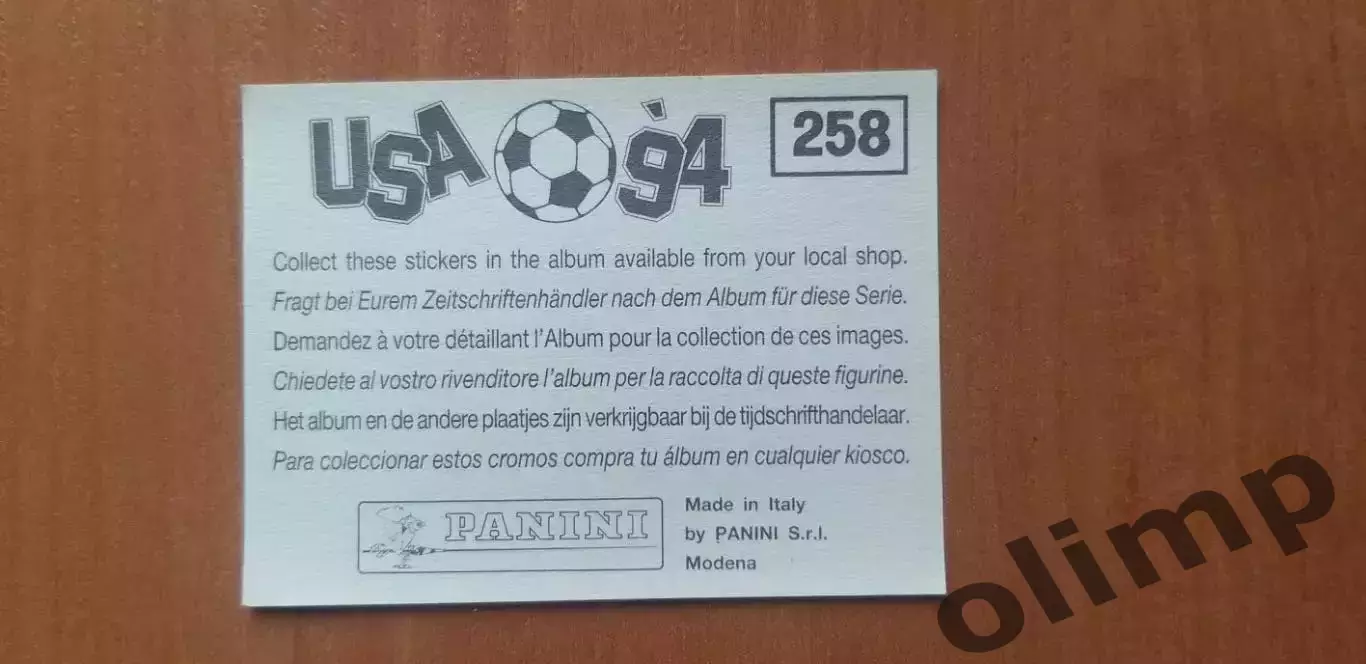 USA '94
258
Collect these stickers in the album available from your local shop.
Fragt bei Eurem Zeitschriftenhändler nach dem Album für diese Serie.
Demandez à votre détaillant l'Album pour la collection de ces images.
Chiedete al vostro rivenditore l'album per la raccolta di queste figurine.
Het album en de andere plaatjes zijn verkrijgbaar bij de tijdschrifthandelaar.
Para coleccionar estos cromos compra tu álbum en cualquier kiosco.
PANINI
Made in Italy
by PANINI S.r.l.
Modena
olimp